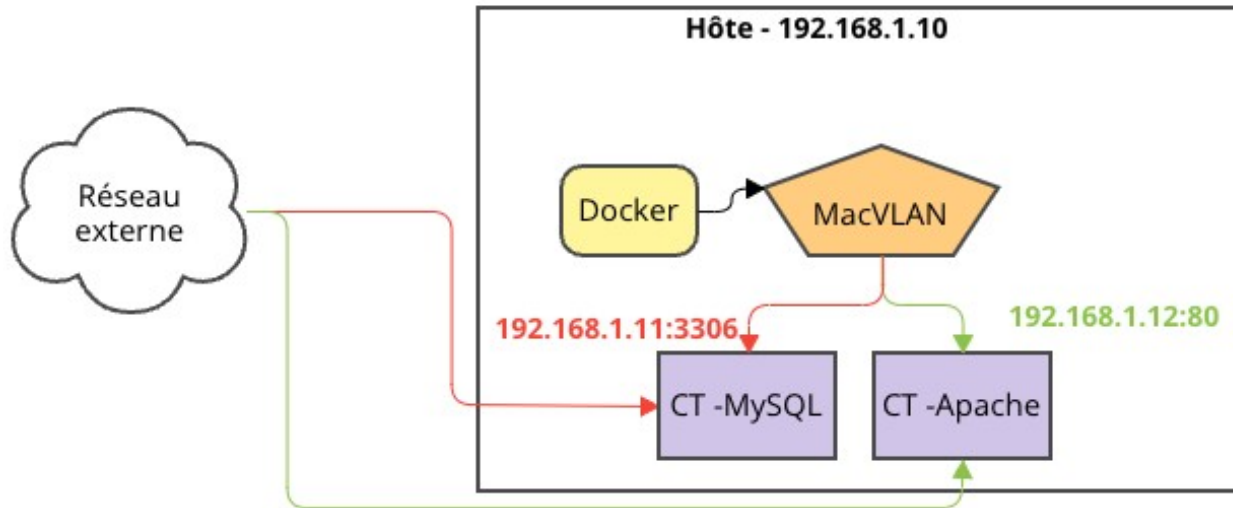 Hôte - 192.168.1.10
Réseau
externe
Docker
MacVLAN
192.168.1.11:3306
192.168.1.12:80
CT -MySQL
CT -Apache